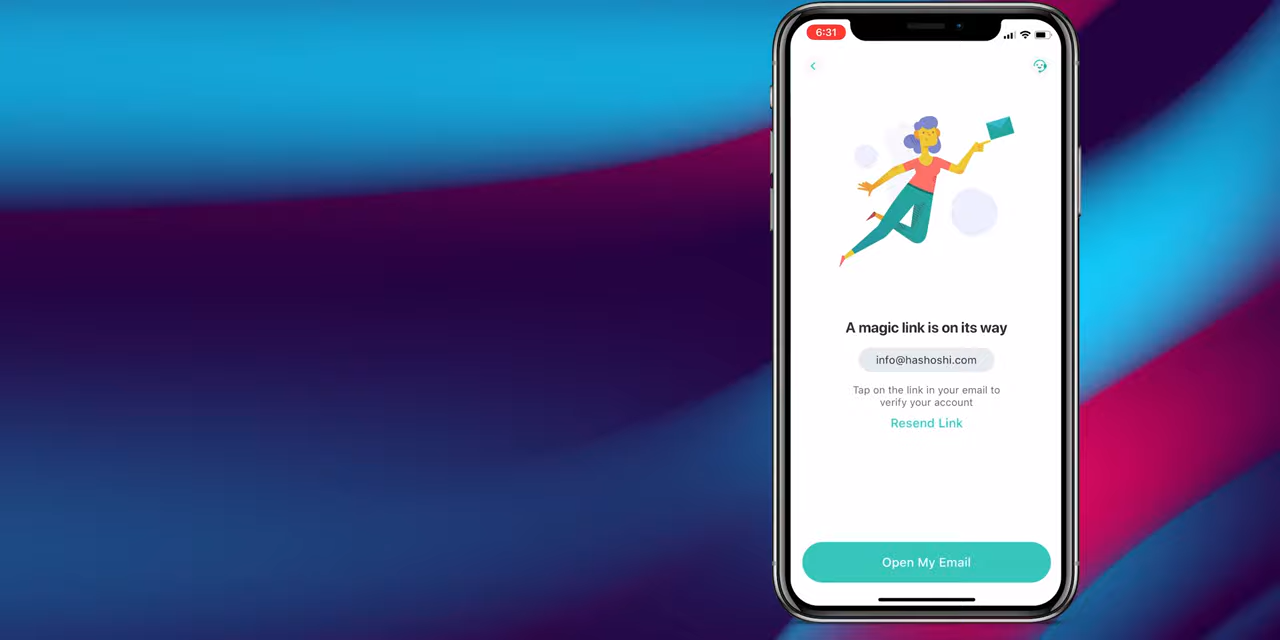 6:31
A magic link is on its way
info@hashoshi.com
Tap on the link in your email to
verify your account
Resend Link
Open My Email